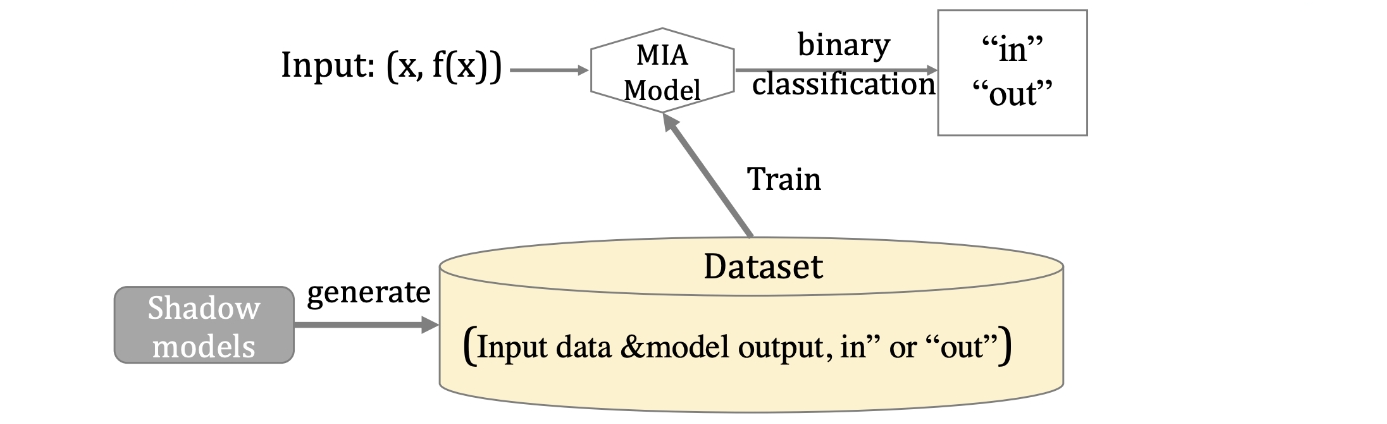 Input: (x, f(x))
MIA
Model
binary
classification
“in”
“out”
Train
Dataset
Shadow
models
generate
(Input data &model output, in” or “out”)